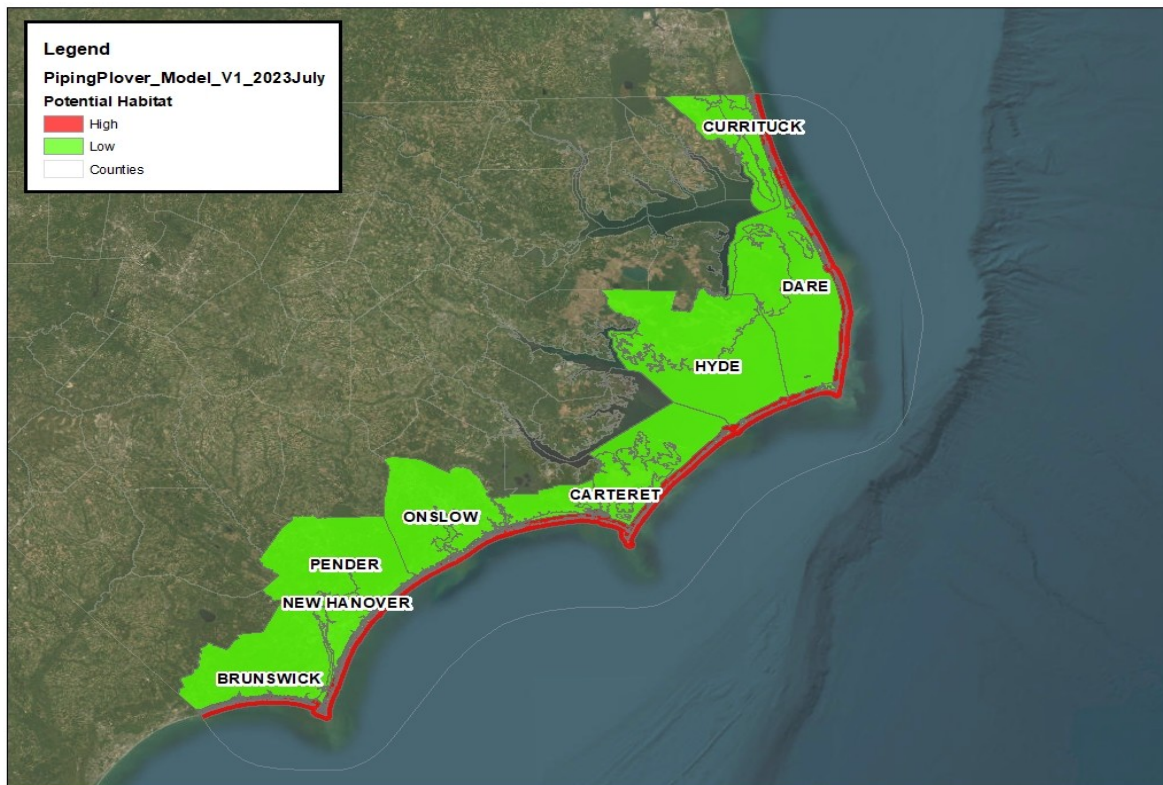 Legend
PipingPlover_Model_V1_2023July
Potential Habitat
High
Low
Counties
CURRITUCK
DARE
HYDE
CARTERET
ONSLOW
PENDER
NEW HANOVER
BRUNSWICK